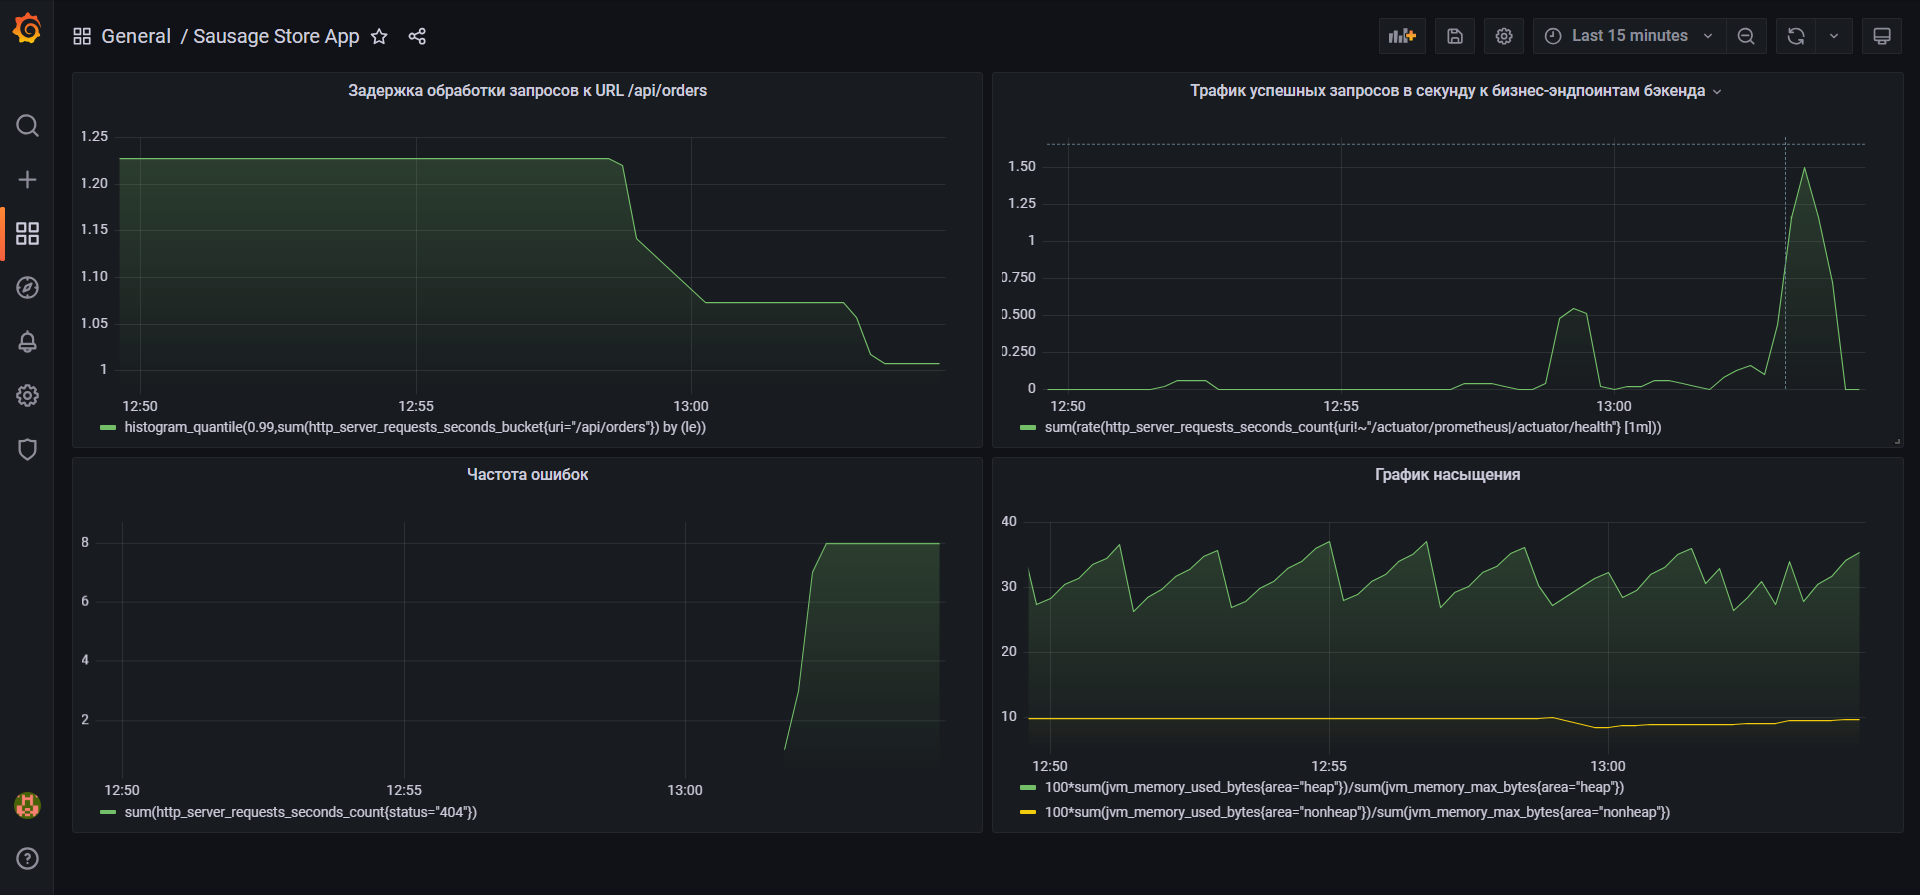 General / Sausage Store App
Last 15 minutes
Задержка обработки запросов к URL /api/orders
1.25
1.20
1.15
1.10
1.05
1
12:50 12:55 13:00
histogram_quantile(0.99,sum(http_server_requests_seconds_bucket{uri="/api/orders"}) by (le))
Трафик успешных запросов в секунду к бизнес-эндпоинтам бэкенда
1.50
1.25
1
0.750
0.500
0.250
0
12:50 12:55 13:00
sum(rate(http_server_requests_seconds_count{uri!~"/actuator/prometheus|/actuator/health"} [1m]))
Частота ошибок
8
6
4
2
12:50 12:55 13:00
sum(http_server_requests_seconds_count{status="404"})
График насыщения
40
30
20
10
12:50 12:55 13:00
100*sum(jvm_memory_used_bytes{area="heap"})/sum(jvm_memory_max_bytes{area="heap"})
100*sum(jvm_memory_used_bytes{area="nonheap"})/sum(jvm_memory_max_bytes{area="nonheap"})